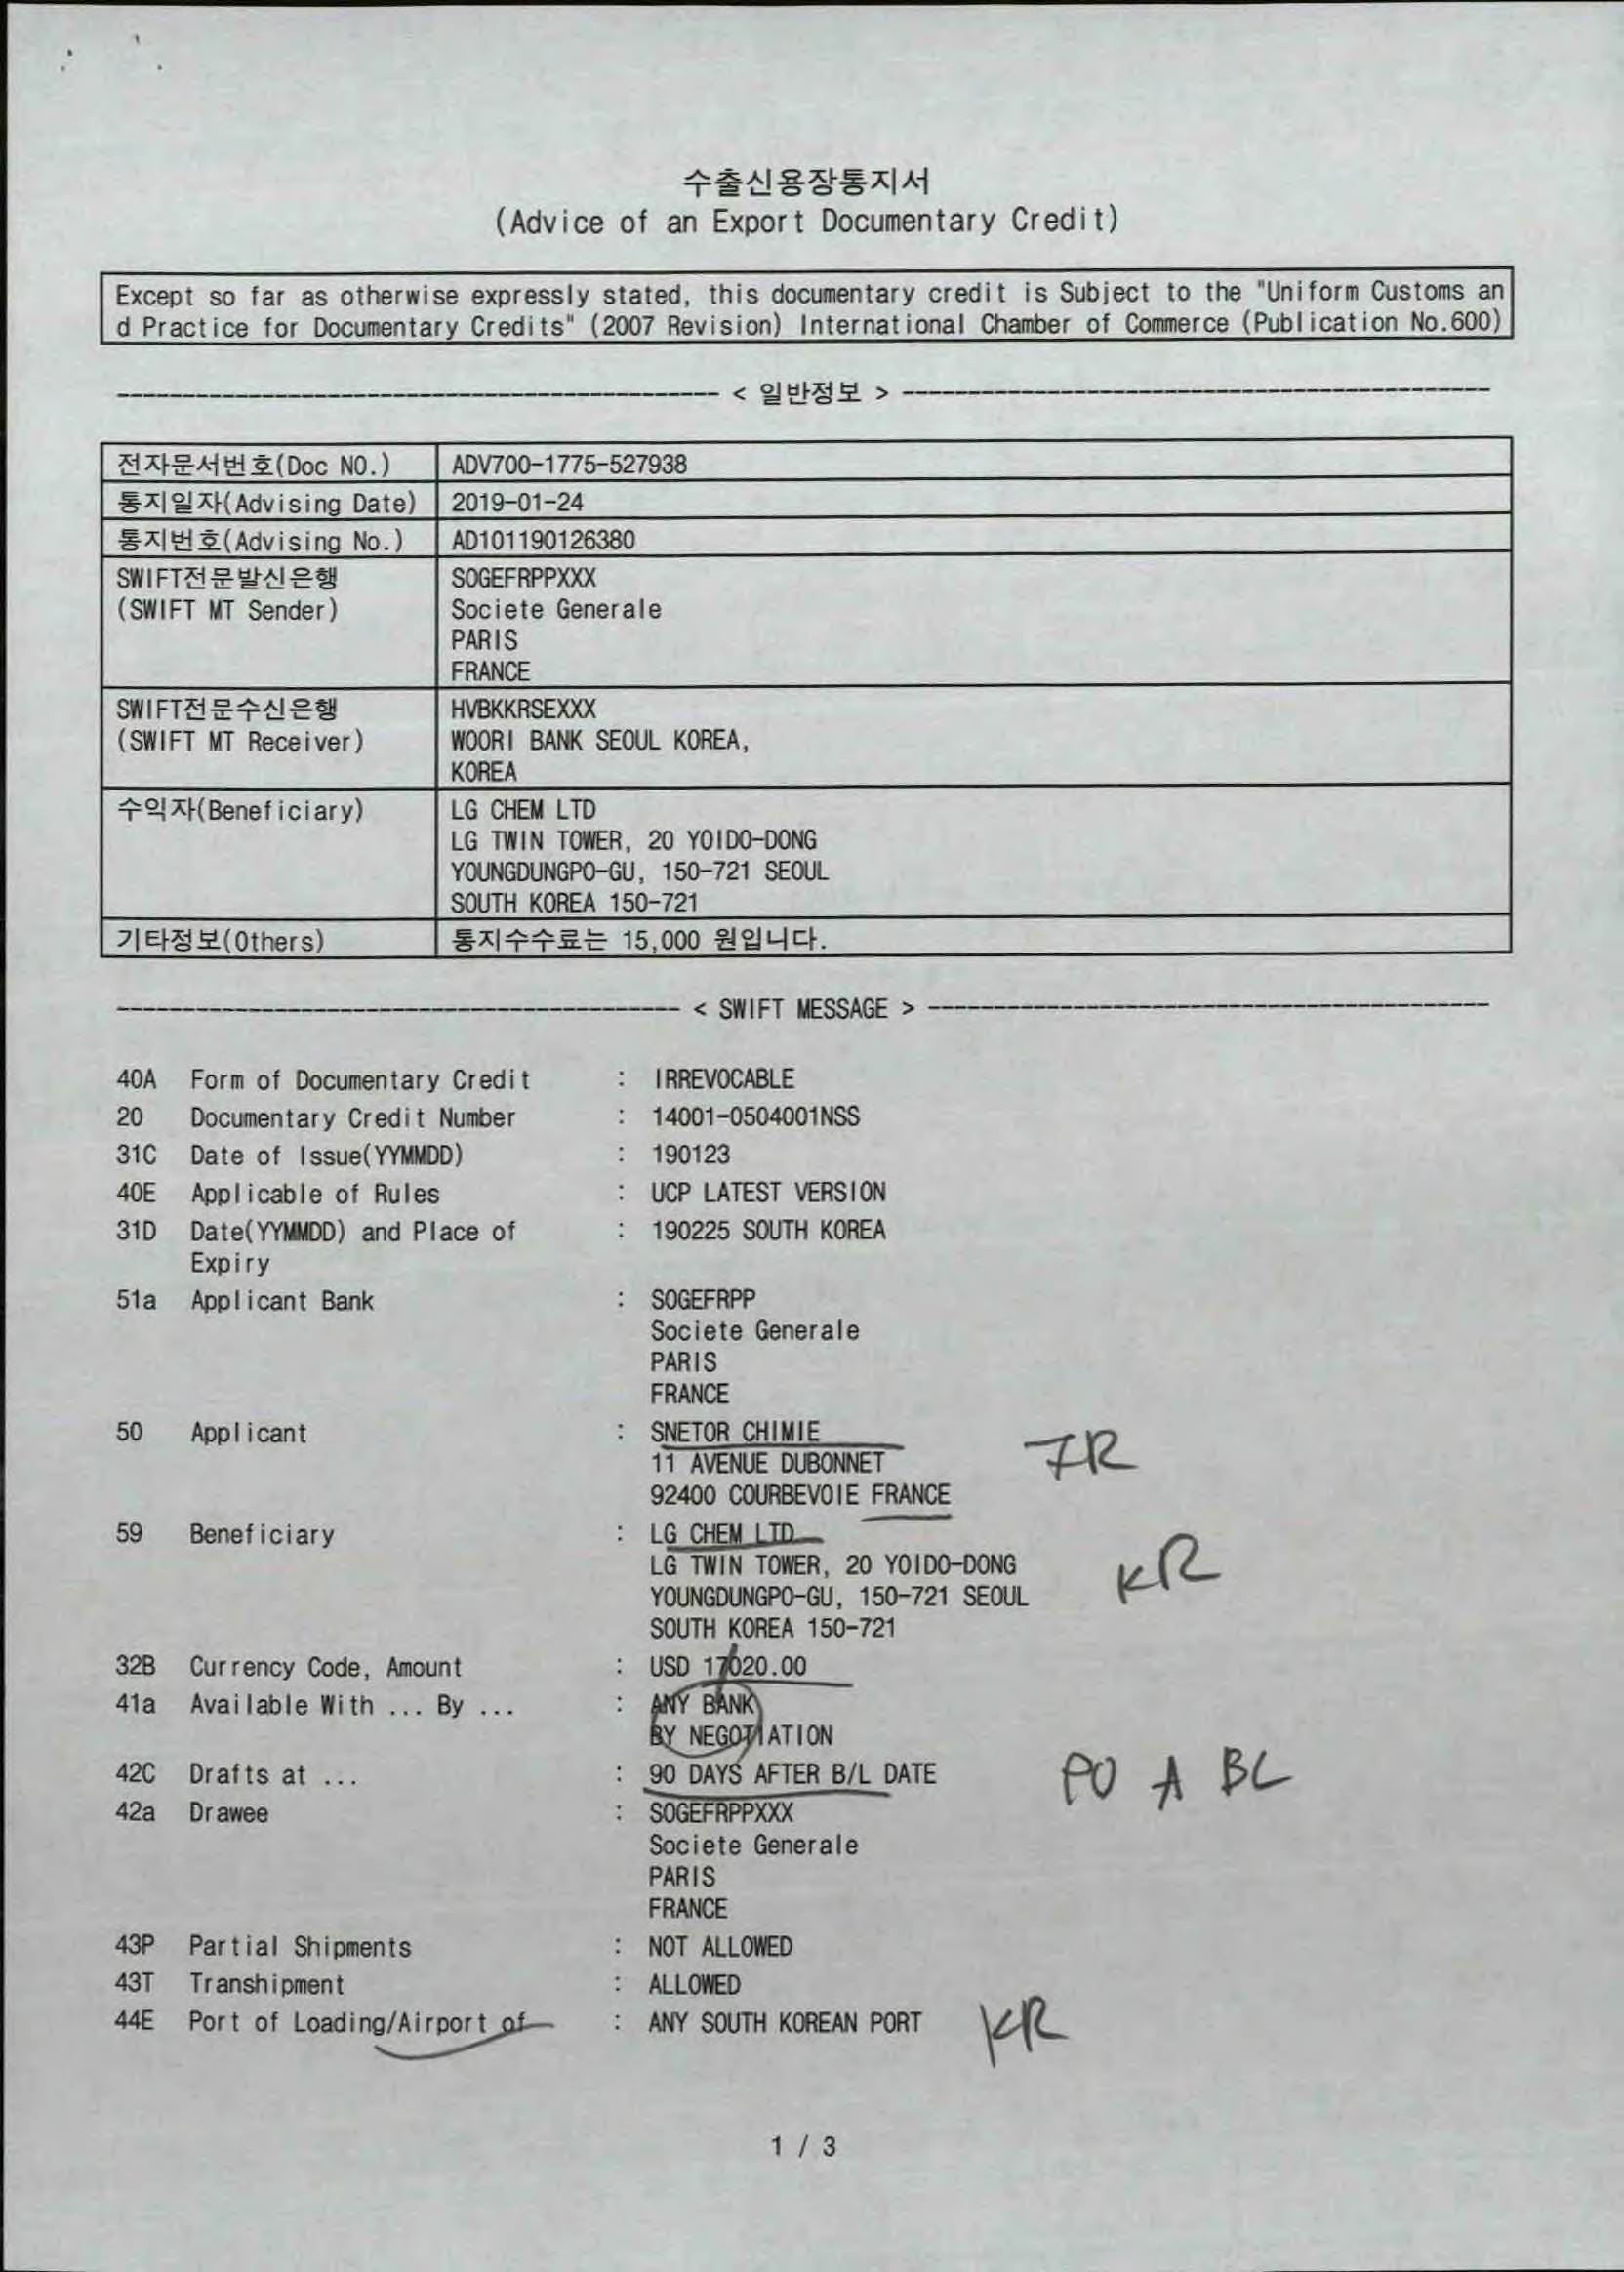 수출신용장통지서
(Advice of an Export Documentary Credit)
Except so far as otherwise expressly stated, this documentary credit is Subject to the "Uniform Customs an
d Practice for Documentary Credits" (2007 Revision) International Chamber of Commerce (Publication No.600)
< 일반정보 >
전자문서번호(Doc NO.) ADV700-1775-527938
통지일자(Advising Date) 2019-01-24
통지번호(Advising No.) AD101190126380
SWIFT전문발신은행 SOGEFRPPXXX
(SWIFT MT Sender) Societe Generale
PARIS
FRANCE
SWIFT전문수신은행 HVBKKRSEXXX
(SWIFT MT Receiver) WOORI BANK SEOUL KOREA,
KOREA
수익자(Beneficiary) LG CHEM LTD
LG TWIN TOWER, 20 YOIDO-DONG
YOUNGDUNGPO-GU, 150-721 SEOUL
SOUTH KOREA 150-721
기타정보(Others) 통지수수료는 15,000 원입니다.
< SWIFT MESSAGE >
40A Form of Documentary Credit : IRREVOCABLE
20 Documentary Credit Number : 14001-0504001NSS
31C Date of Issue(YYMMDD) : 190123
40E Applicable of Rules : UCP LATEST VERSION
31D Date(YYMMDD) and Place of : 190225 SOUTH KOREA
Expiry
51a Applicant Bank : SOGEFRPP
Societe Generale
PARIS
FRANCE
50 Applicant : SNETOR CHIMIE FR
11 AVENUE DUBONNET
92400 COURBEVOIE FRANCE
59 Beneficiary : LG CHEM LTD
LG TWIN TOWER, 20 YOIDO-DONG KR
YOUNGDUNGPO-GU, 150-721 SEOUL
SOUTH KOREA 150-721
32B Currency Code, Amount : USD 17020.00
41a Available With ... By ... : ANY BANK
BY NEGOTIATION
42C Drafts at ... : 90 DAYS AFTER B/L DATE A BL
42a Drawee : SOGEFRPPXXX
Societe Generale
PARIS
FRANCE
43P Partial Shipments : NOT ALLOWED
43T Transhipment : ALLOWED
44E Port of Loading/Airport of : ANY SOUTH KOREAN PORT KR
1 / 3